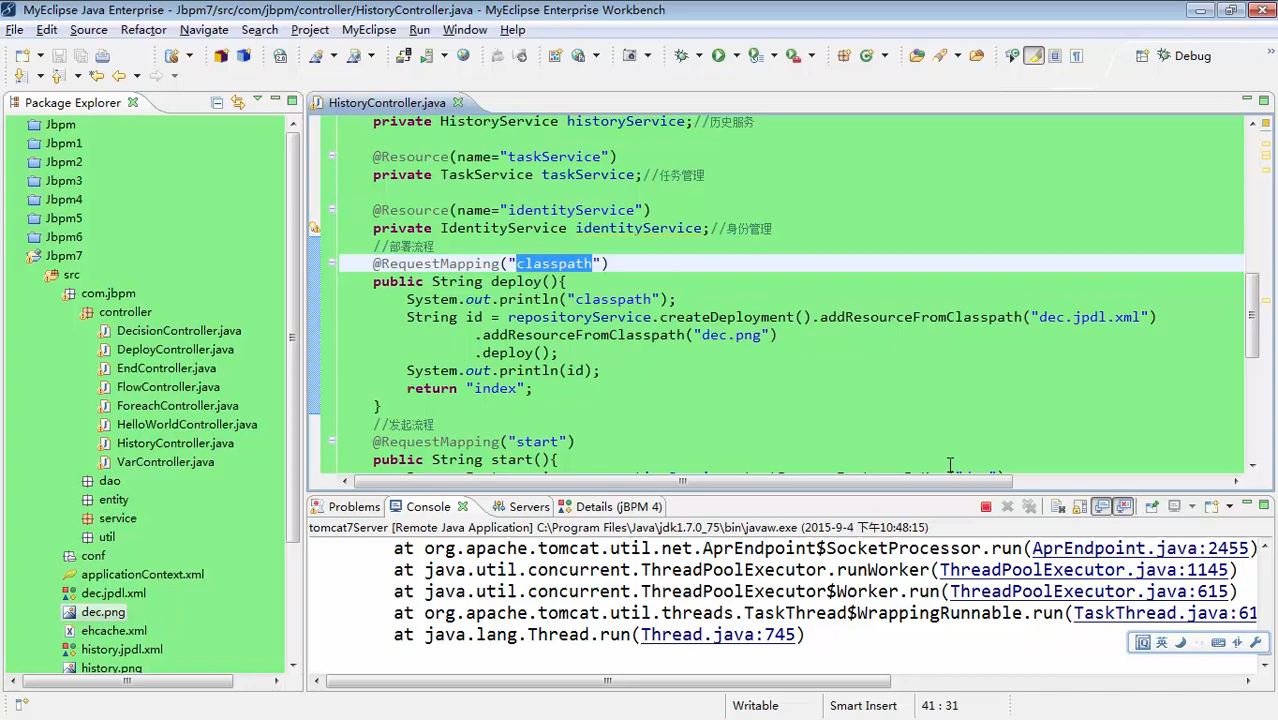 MyEclipse Java Enterprise - Jbpm7/src/com/jbpm/controller/HistoryController.java - MyEclipse Enterprise Workbench
File Edit Source Refactor Navigate Search Project MyEclipse Run Window Help
Debug
Package Explorer
Jbpm
Jbpm1
Jbpm2
Jbpm3
Jbpm4
Jbpm5
Jbpm6
Jbpm7
src
com.jbpm
controller
DecisionController.java
DeployController.java
EndController.java
FlowController.java
ForeachController.java
HelloWorldController.java
HistoryController.java
VarController.java
dao
entity
service
util
conf
applicationContext.xml
dec.jpdl.xml
dec.png
ehcache.xml
history.jpdl.xml
history.png
HistoryController.java
private HistoryService historyService;//历史服务
@Resource(name="taskService")
private TaskService taskService;//任务管理
@Resource(name="identityService")
private IdentityService identityService;//身份管理
//部署流程
@RequestMapping("classpath")
public String deploy(){
System.out.println("classpath");
String id = repositoryService.createDeployment().addResourceFromClasspath("dec.jpdl.xml")
.addResourceFromClasspath("dec.png")
.deploy();
System.out.println(id);
return "index";
}
//发起流程
@RequestMapping("start")
public String start(){
Problems Console Servers Details (jBPM 4)
tomcat7Server [Remote Java Application] C:\Program Files\Java\jdk1.7.0_75\bin\javaw.exe (2015-9-4 下午10:48:15)
at org.apache.tomcat.util.net.AprEndpoint$SocketProcessor.run(AprEndpoint.java:2455)
at java.util.concurrent.ThreadPoolExecutor.runWorker(ThreadPoolExecutor.java:1145)
at java.util.concurrent.ThreadPoolExecutor$Worker.run(ThreadPoolExecutor.java:615)
at org.apache.tomcat.util.threads.TaskThread$WrappingRunnable.run(TaskThread.java:61
at java.lang.Thread.run(Thread.java:745)
英
Writable Smart Insert 41 : 31